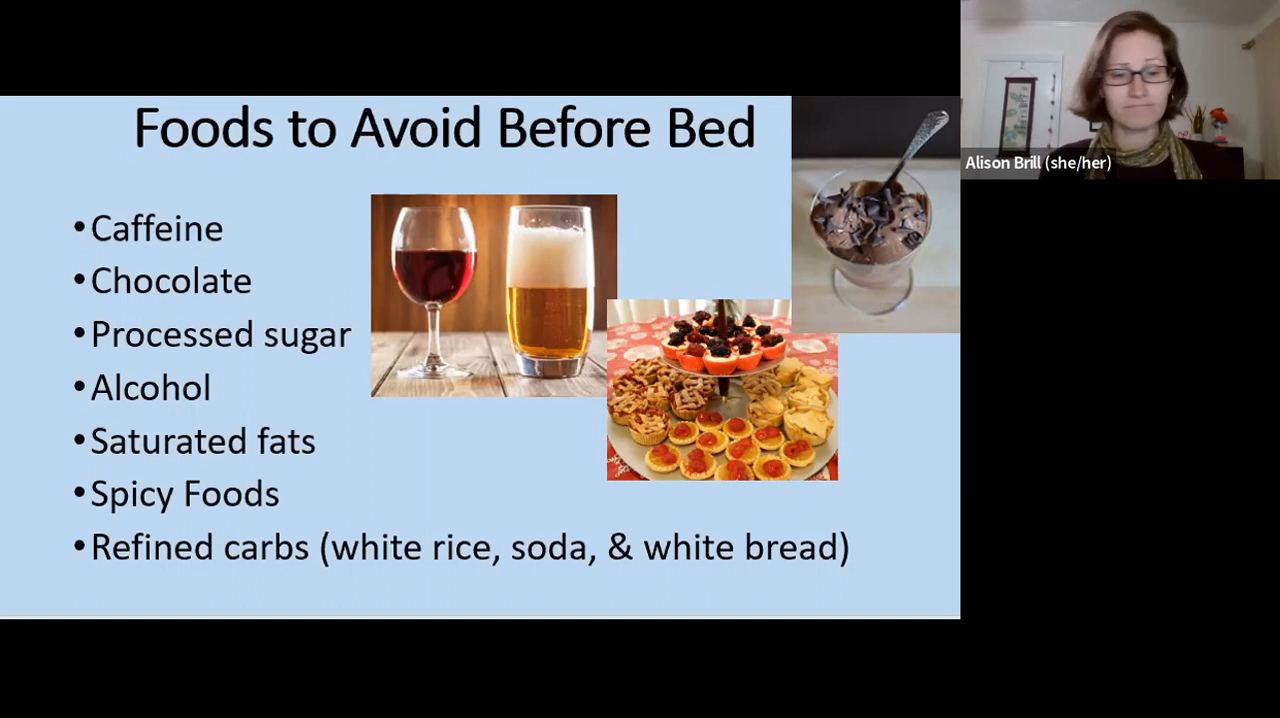 Foods to Avoid Before Bed
•Caffeine
•Chocolate
•Processed sugar
•Alcohol
•Saturated fats
•Spicy Foods
•Refined carbs (white rice, soda, & white bread)
Alison Brill (she/her)